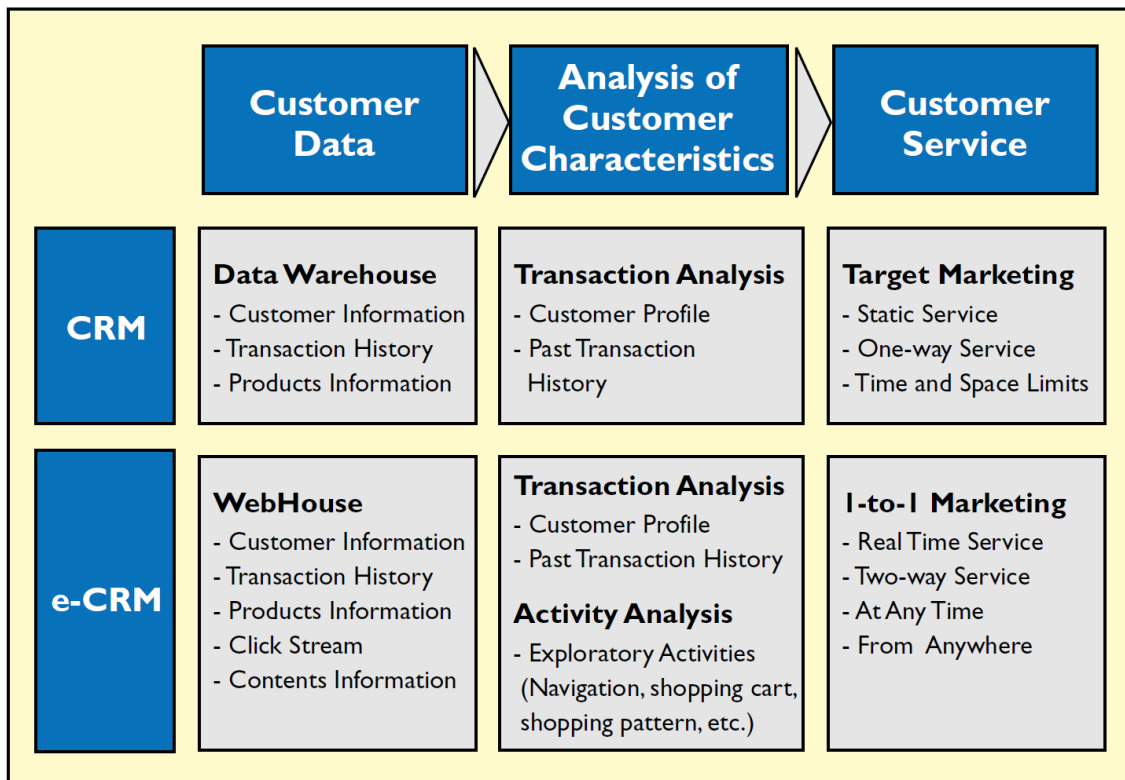 Customer
Data
Analysis of
Customer
Characteristics
Customer
Service
CRM
Data Warehouse
- Customer Information
- Transaction History
- Products Information
Transaction Analysis
- Customer Profile
- Past Transaction
History
Target Marketing
- Static Service
- One-way Service
- Time and Space Limits
e-CRM
WebHouse
- Customer Information
- Transaction History
- Products Information
- Click Stream
- Contents Information
Transaction Analysis
- Customer Profile
- Past Transaction History
Activity Analysis
- Exploratory Activities
(Navigation, shopping cart,
shopping pattern, etc.)
1-to-1 Marketing
- Real Time Service
- Two-way Service
- At Any Time
- From Anywhere